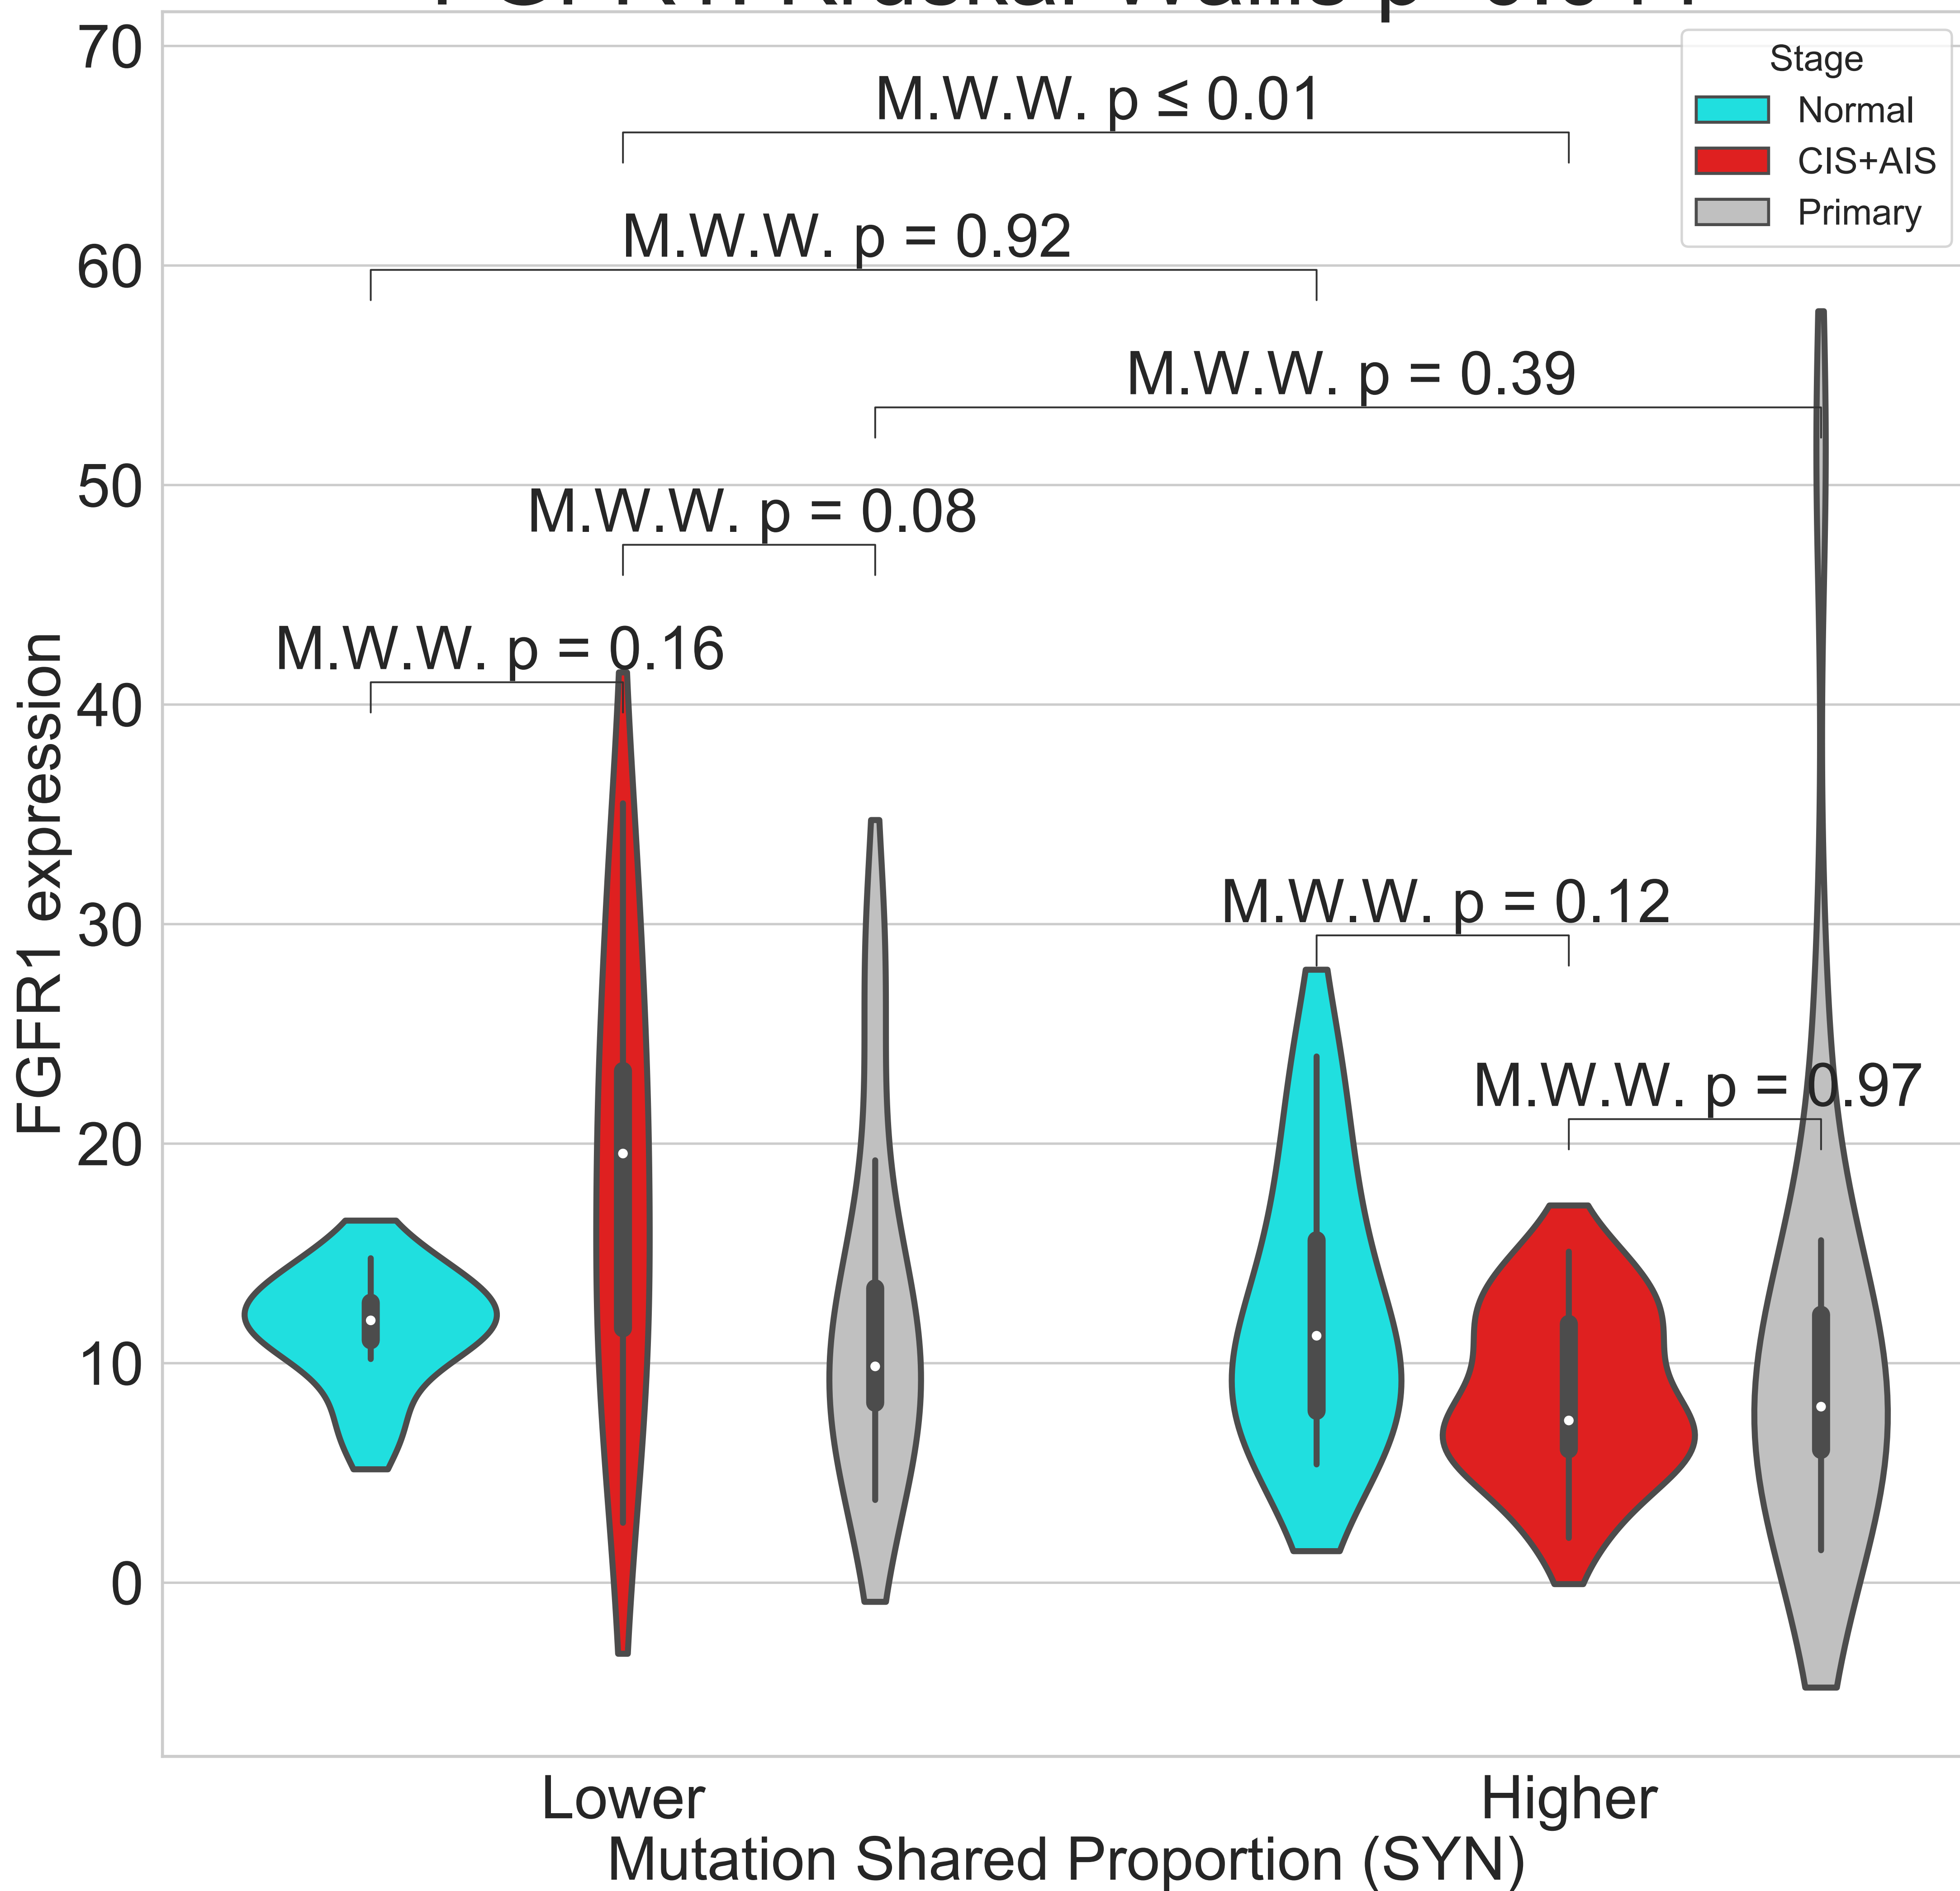 70
Stage
Normal
CIS+AIS
Primary
M.W.W. p ≤ 0.01
M.W.W. p = 0.92
60
M.W.W. p = 0.39
50
M.W.W. p = 0.08
M.W.W. p = 0.16
40
M.W.W. p = 0.12
30
M.W.W. p = 0.97
20
10
0
FGFR1 expression
Lower
Higher
Mutation Shared Proportion (SYN)